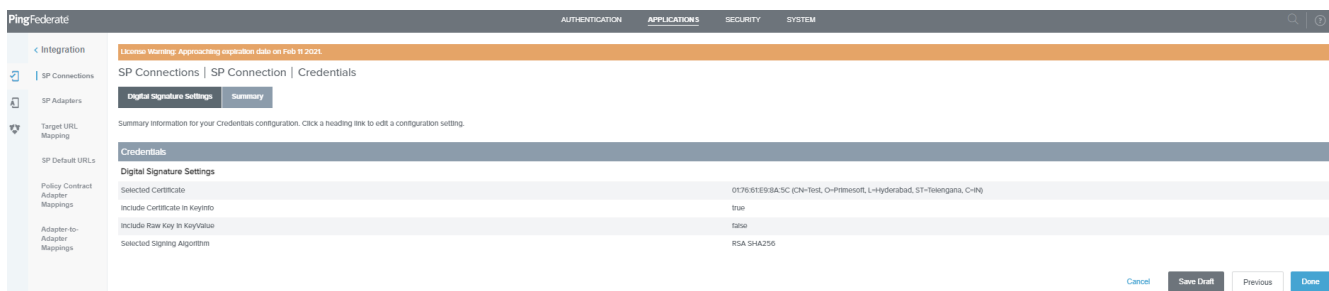 PingFederate
AUTHENTICATION APPLICATIONS SECURITY SYSTEM
< Integration
SP Connections
SP Adapters
Target URL
Mapping
SP Default URLs
Policy Contract
Adapter
Mappings
Adapter-to-
Adapter
Mappings
License Warning: Approaching expiration date on Feb 11 2021.
SP Connections | SP Connection | Credentials
Digital Signature Settings Summary
Summary information for your Credentials configuration. Click a heading link to edit a configuration setting.
Credentials
Digital Signature Settings
Selected Certificate 01:76:61:E9:8A:5C (CN=Test, O=Primesoft, L=Hyderabad, ST=Telengana, C=IN)
Include Certificate in KeyInfo true
Include Raw Key in KeyValue false
Selected Signing Algorithm RSA SHA256
Cancel Save Draft Previous Done